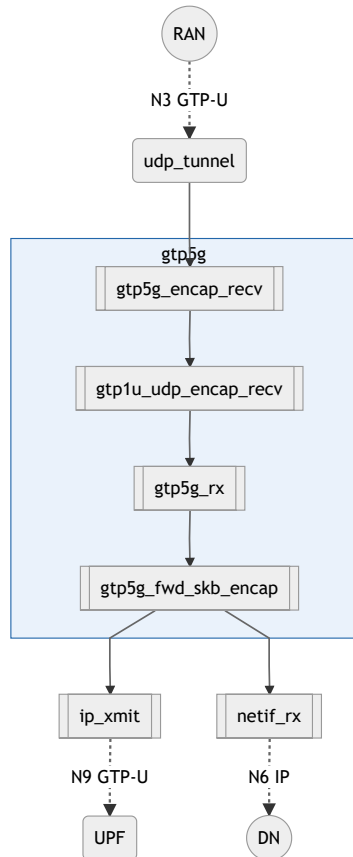 RAN
N3 GTP-U
udp_tunnel
gtp5g
gtp5g_encap_recv
gtp1u_udp_encap_recv
gtp5g_rx
gtp5g_fwd_skb_encap
ip_xmit
netif_rx
N9 GTP-U
N6 IP
UPF
DN